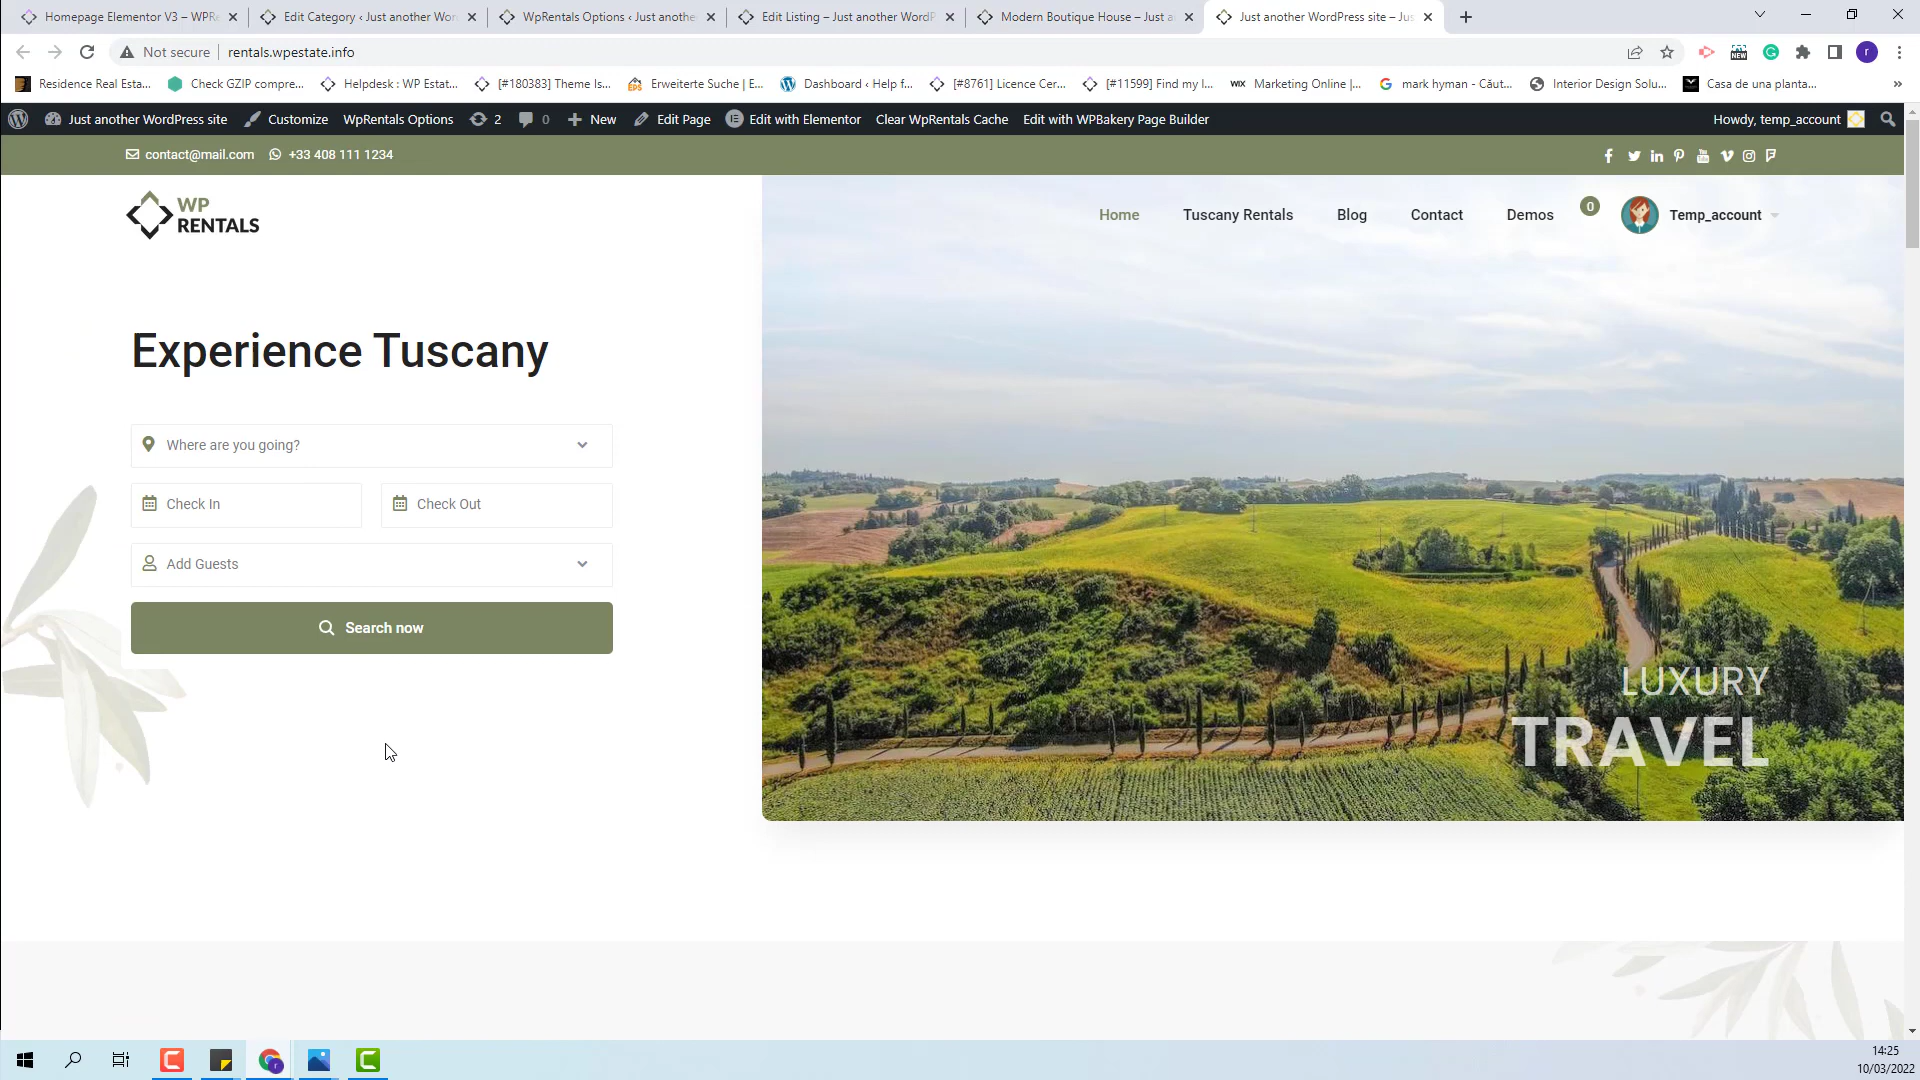 Homepage Elementor V3 – WPRe
Edit Category ‹ Just another Wor
WpRentals Options ‹ Just anothe
Edit Listing – Just another WordP
Modern Boutique House – Just a
Just another WordPress site – Jus
Not secure
rentals.wpestate.info
Residence Real Esta...
Check GZIP compre...
Helpdesk : WP Estat...
[#180383] Theme Is...
Erweiterte Suche | E...
Dashboard ‹ Help f...
[#8761] Licence Cer...
[#11599] Find my l...
WIX
Marketing Online |...
mark hyman - Căut...
Interior Design Solu...
Casa de una planta...
»
Just another WordPress site
Customize
WpRentals Options
2
0
New
Edit Page
Edit with Elementor
Clear WpRentals Cache
Edit with WPBakery Page Builder
Howdy, temp_account
contact@mail.com
+33 408 111 1234
WP
RENTALS
Home
Tuscany Rentals
Blog
Contact
Demos
0
Temp_account
Experience Tuscany
Where are you going?
Check In
Check Out
Add Guests
Search now
LUXURY
TRAVEL
14:25
10/03/2022